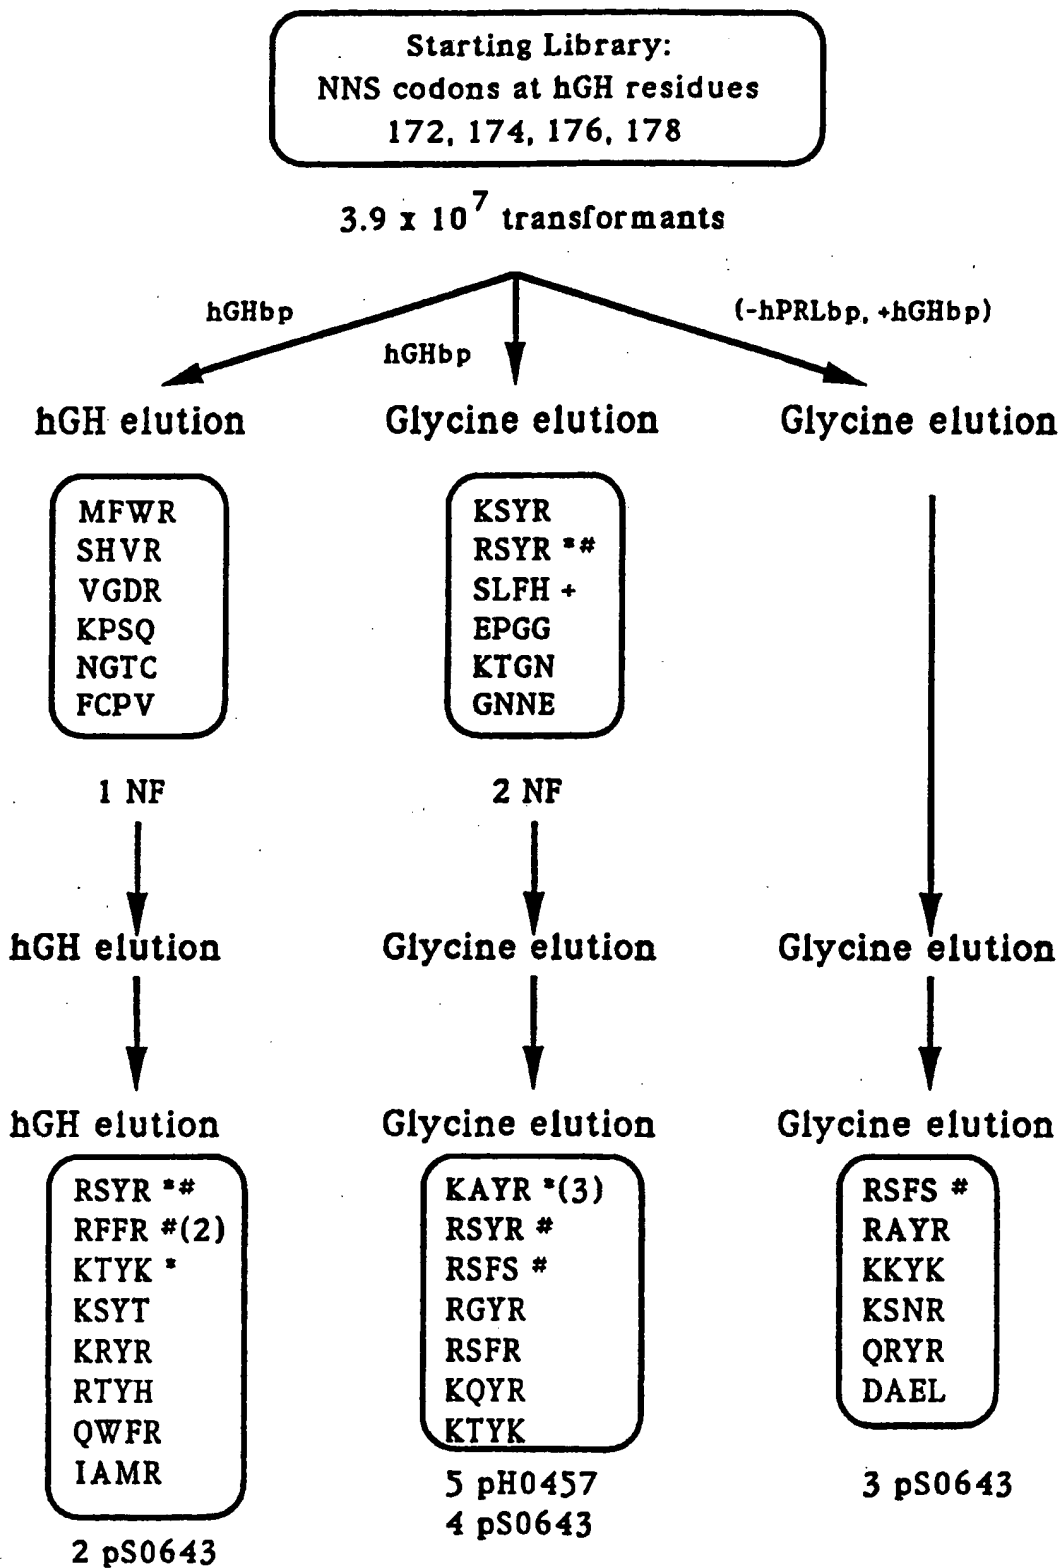 Starting Library:
NNS codons at hGH residues
172, 174, 176, 178
3.9 x 10^7 transformants
hGHbp
hGHbp
(-hPRLbp, +hGHbp)
hGH elution
Glycine elution
Glycine elution
MFWR
SHVR
VGDR
KPSQ
NGTC
FCPV
1 NF
KSYR
RSYR *#
SLFH +
EPGG
KTGN
GNNE
2 NF
hGH elution
Glycine elution
Glycine elution
hGH elution
Glycine elution
Glycine elution
RSYR *#
RFFR #(2)
KTYK *
KSYT
KRYR
RTYH
QWFR
IAMR
2 pS0643
KAYR *(3)
RSYR #
RSFS #
RGYR
RSFR
KQYR
KTYK
5 pH0457
4 pS0643
RSFS #
RAYR
KKYK
KSNR
QRYR
DAEL
3 pS0643